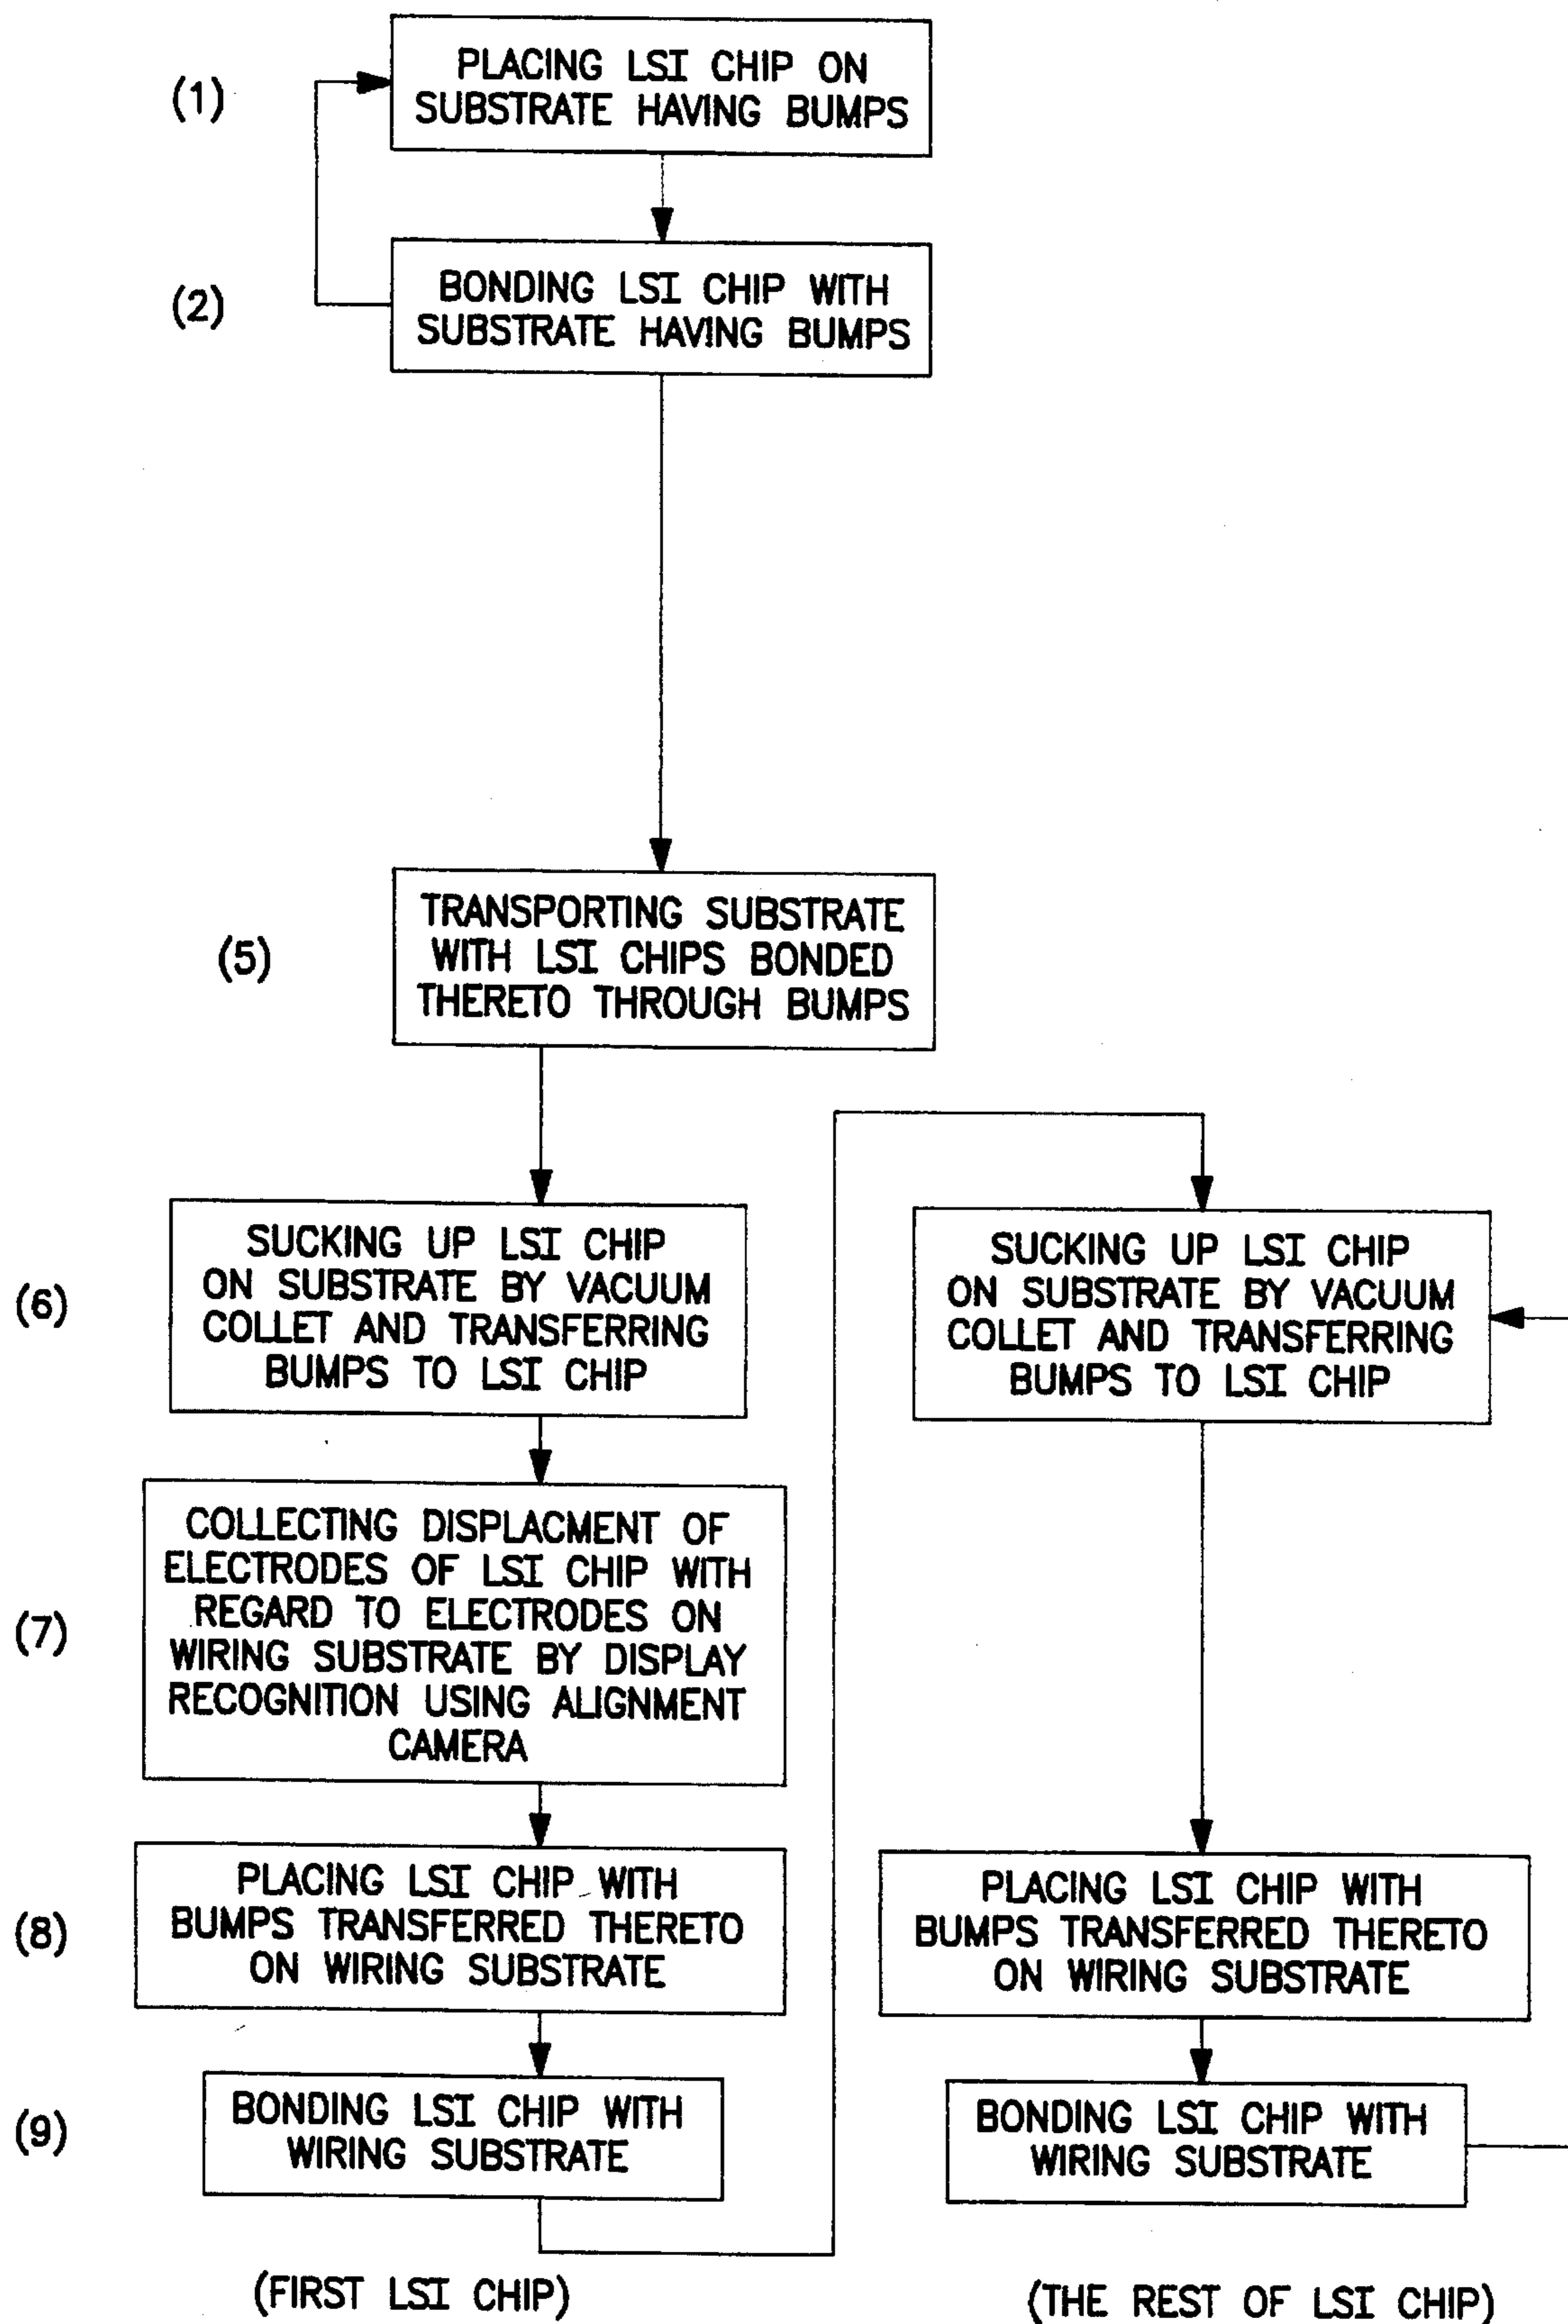 (1)
PLACING LSI CHIP ON
SUBSTRATE HAVING BUMPS
(2)
BONDING LSI CHIP WITH
SUBSTRATE HAVING BUMPS
(5)
TRANSPORTING SUBSTRATE
WITH LSI CHIPS BONDED
THERETO THROUGH BUMPS
(6)
SUCKING UP LSI CHIP
ON SUBSTRATE BY VACUUM
COLLET AND TRANSFERRING
BUMPS TO LSI CHIP
(7)
COLLECTING DISPLACMENT OF
ELECTRODES OF LSI CHIP WITH
REGARD TO ELECTRODES ON
WIRING SUBSTRATE BY DISPLAY
RECOGNITION USING ALIGNMENT
CAMERA
(8)
PLACING LSI CHIP WITH
BUMPS TRANSFERRED THERETO
ON WIRING SUBSTRATE
(9)
BONDING LSI CHIP WITH
WIRING SUBSTRATE
(FIRST LSI CHIP)
SUCKING UP LSI CHIP
ON SUBSTRATE BY VACUUM
COLLET AND TRANSFERRING
BUMPS TO LSI CHIP
PLACING LSI CHIP WITH
BUMPS TRANSFERRED THERETO
ON WIRING SUBSTRATE
BONDING LSI CHIP WITH
WIRING SUBSTRATE
(THE REST OF LSI CHIP)